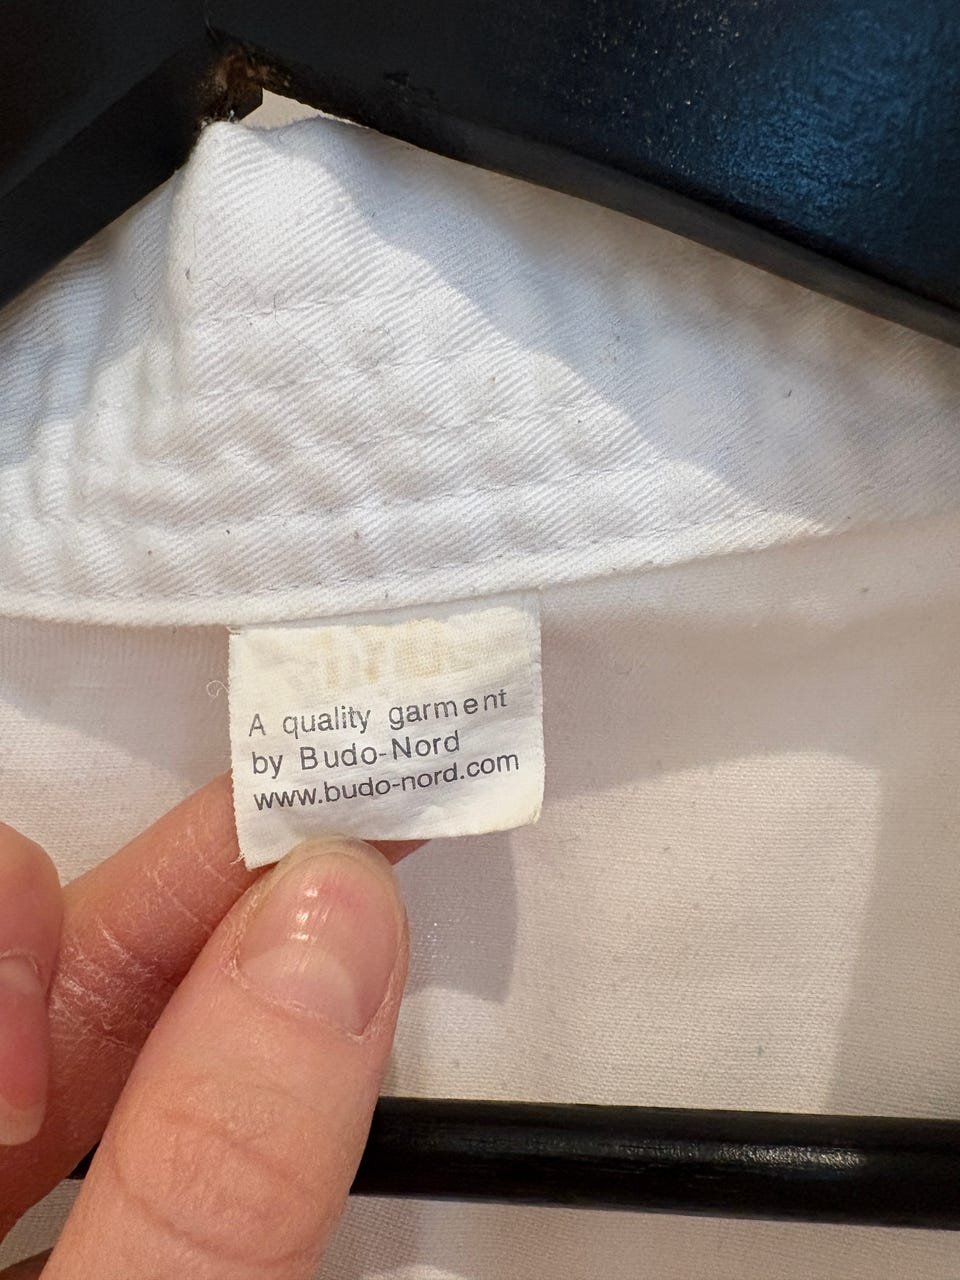 A quality garment
by Budo-Nord
www.budo-nord.com